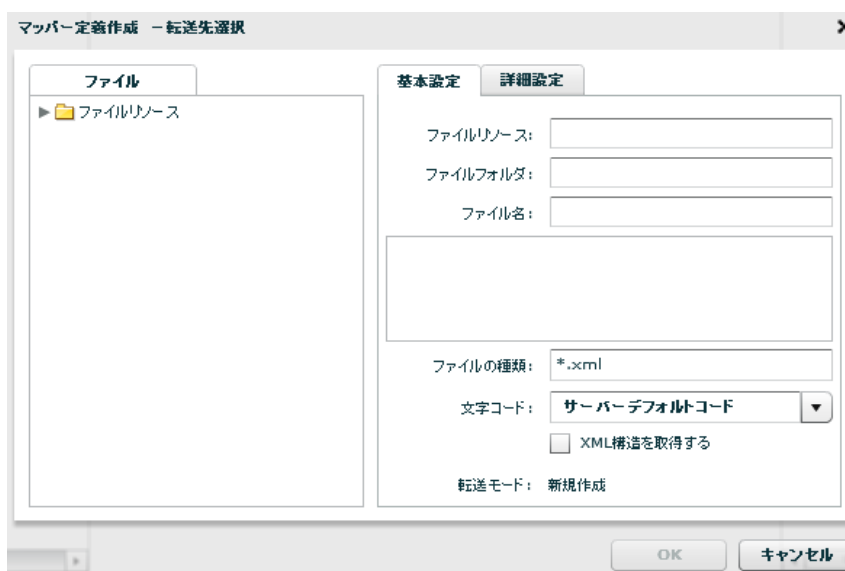 マッパー定義作成 －転送先選択
ファイル
ファイルリソース
基本設定 詳細設定
ファイルリソース:
ファイルフォルダ:
ファイル名:
ファイルの種類: *.xml
文字コード: サーバーデフォルトコード
XML構造を取得する
転送モード: 新規作成
OK キャンセル